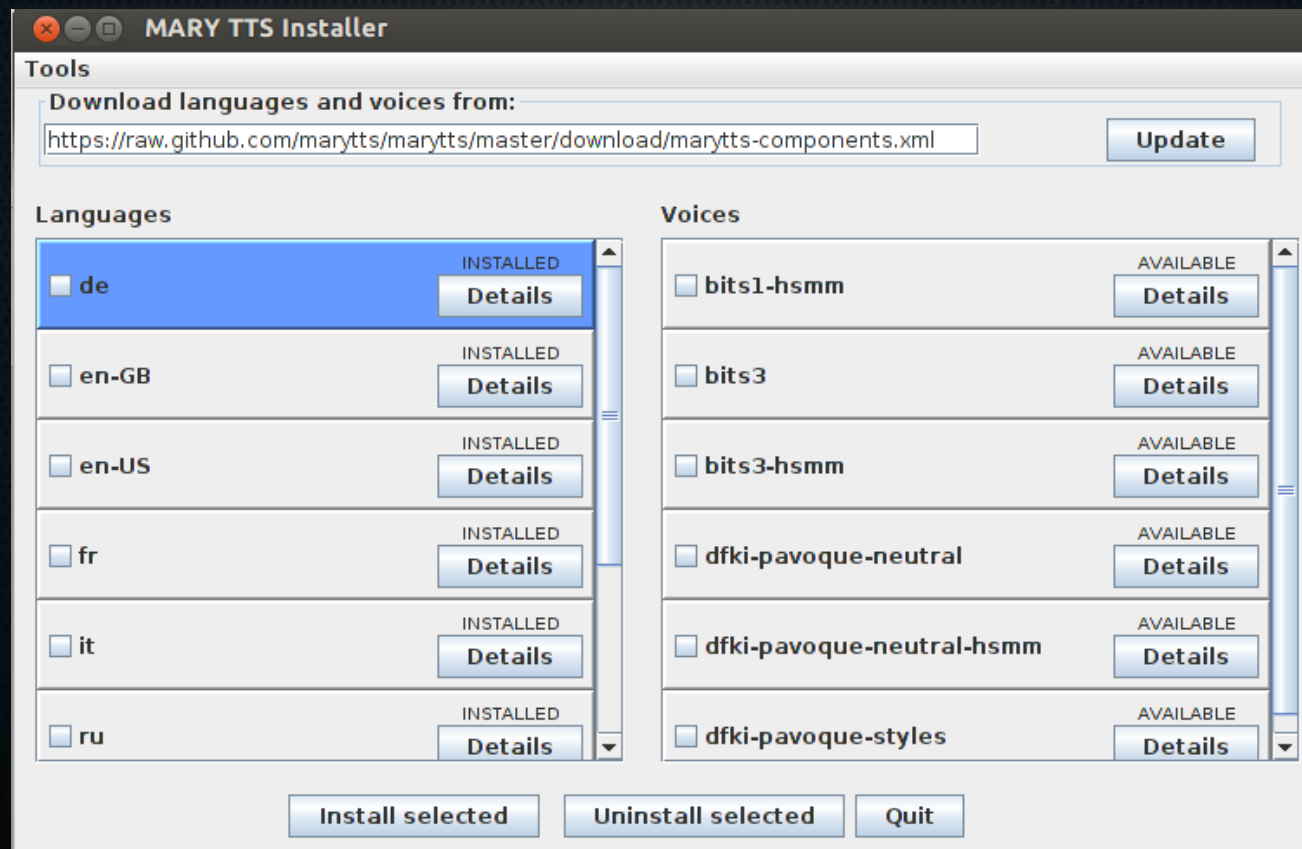 MARY TTS Installer
Tools
Download languages and voices from:
https://raw.github.com/marytts/marytts/master/download/marytts-components.xml
Update
Languages
de
INSTALLED
Details
en-GB
INSTALLED
Details
en-US
INSTALLED
Details
fr
INSTALLED
Details
it
INSTALLED
Details
ru
INSTALLED
Details
Voices
bits1-hsmm
AVAILABLE
Details
bits3
AVAILABLE
Details
bits3-hsmm
AVAILABLE
Details
dfki-pavoque-neutral
AVAILABLE
Details
dfki-pavoque-neutral-hsmm
AVAILABLE
Details
dfki-pavoque-styles
AVAILABLE
Details
Install selected
Uninstall selected
Quit